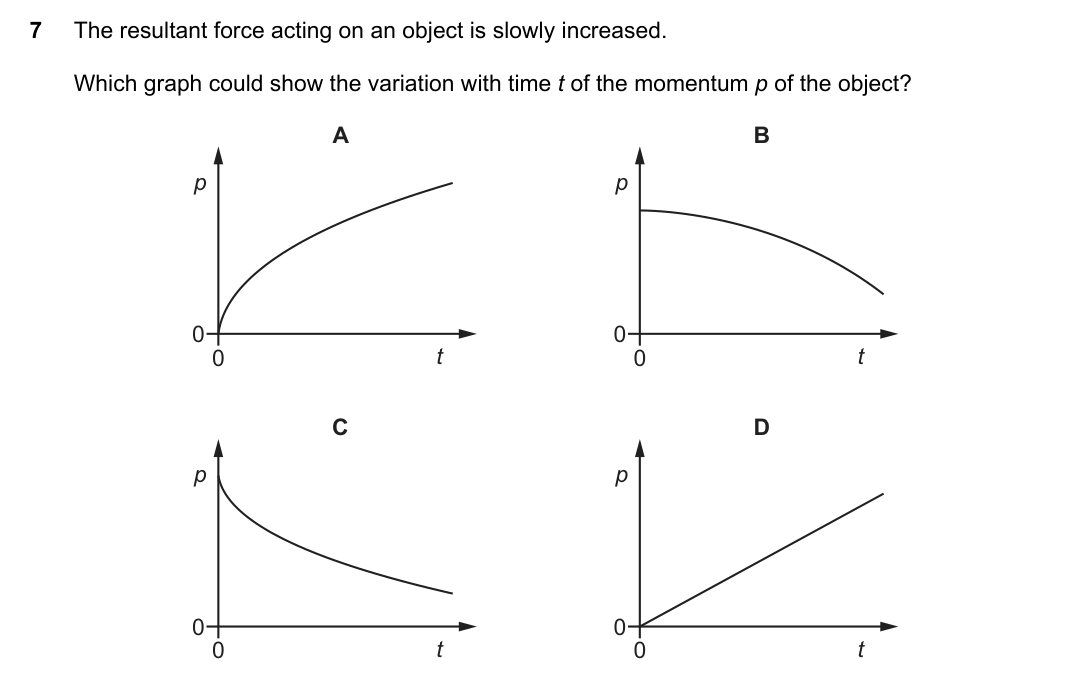 7 The resultant force acting on an object is slowly increased.
Which graph could show the variation with time t of the momentum p of the object?
A
p
0
0
t
B
p
0
0
t
C
p
0
0
t
D
p
0
0
t